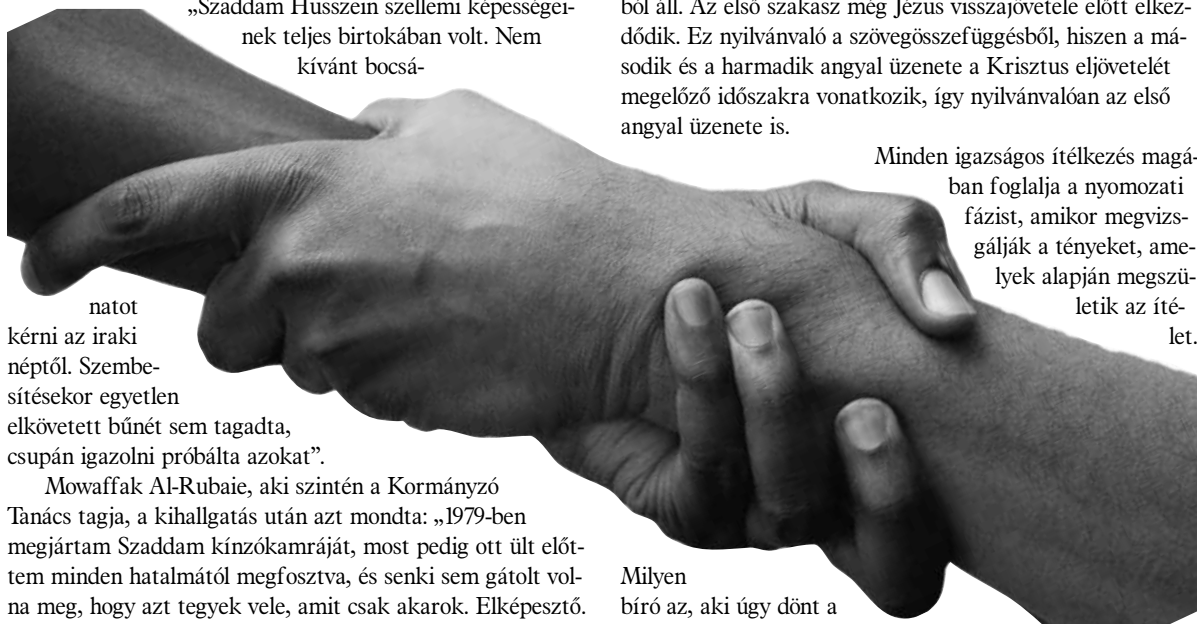 „Szaddam Husszein szellemi képességei-
nek teljes birtokában volt. Nem
kívánt bocsá-
natot
kérni az iraki
néptől. Szembe-
sítésekor egyetlen
elkövetett bűnét sem tagadta,
csupán igazolni próbálta azokat”.
Mowaffak Al-Rubaie, aki szintén a Kormányzó
Tanács tagja, a kihallgatás után azt mondta: „1979-ben
megjártam Szaddam kínzókamráját, most pedig ott ült előt-
tem minden hatalmától megfosztva, és senki sem gátolt vol-
na meg, hogy azt tegyek vele, amit csak akarok. Elképesztő.
ból áll. Az első szakasz még Jézus visszajövetele előtt elkez-
dődik. Ez nyilvánvaló a szövegösszefüggésből, hiszen a má-
sodik és a harmadik angyal üzenete a Krisztus eljövetelét
megelőző időszakra vonatkozik, így nyilvánvalóan az első
angyal üzenete is.
Minden igazságos ítélkezés magá-
ban foglalja a nyomozati
fázist, amikor megvizs-
gálják a tényeket, ame-
lyek alapján megszü-
letik az íté-
let.
Milyen
bíró az, aki úgy dönt a